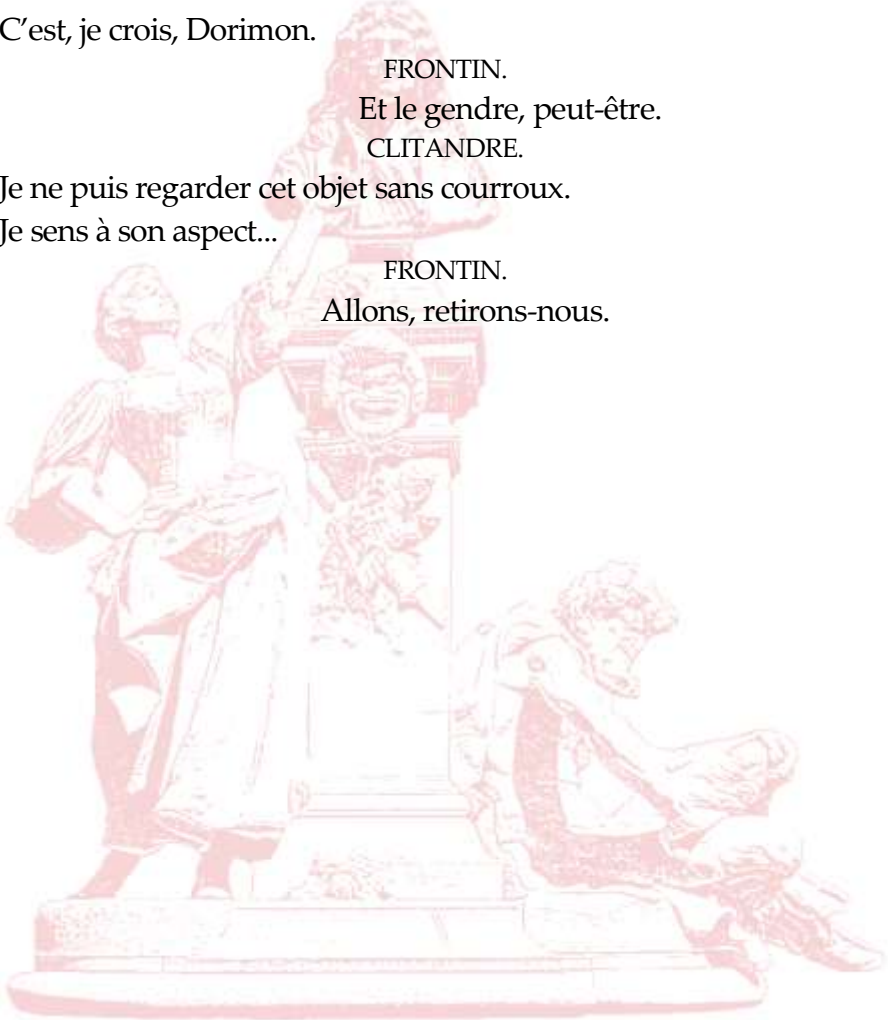 C’est, je crois, Dorimon.
FRONTIN.
Et le gendre, peut-être.
CLITANDRE.
Je ne puis regarder cet objet sans courroux.
Je sens à son aspect...
FRONTIN.
Allons, retirons-nous.